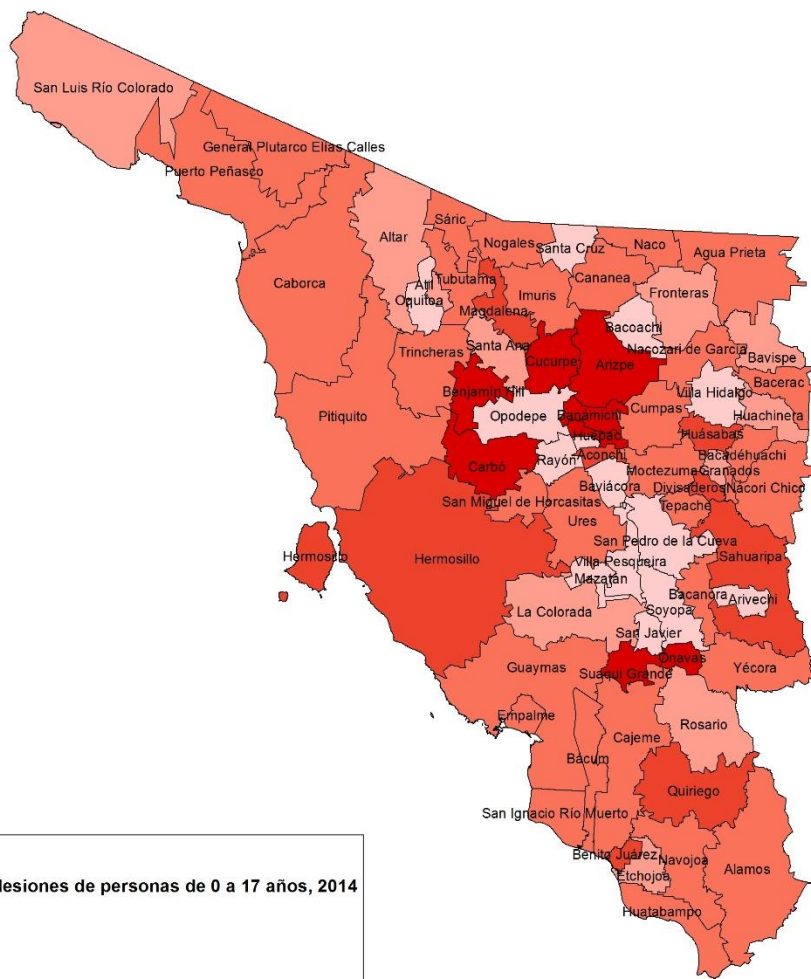 San Luis Río Colorado
General Plutarco Elías Calles
Puerto Peñasco
Sáric
Nogales
Santa Cruz
Naco
Agua Prieta
Altar
Caborca
Atil
Oquitoa
Tubutama
Imuris
Cananea
Fronteras
Magdalena
Bacoachi
Trincheras
Santa Ana
Cucurpe
Arizpe
Nacozari de García
Bavispe
Bacerac
Benjamín Hill
Villa Hidalgo
Huachinera
Pitiquito
Opodepe
Banámichi
Cumpas
Huépac
Huásabas
Carbó
Rayón
Aconchi
Bacadéhuachi
Moctezuma
Granados
Baviácora
Divisaderos
Nácori Chico
San Miguel de Horcasitas
Tepache
Ures
San Pedro de la Cueva
Hermosillo
Hermosillo
Villa Pesqueira
Sahuaripa
Mazatán
La Colorada
Bacanora
Arivechi
Soyopa
San Javier
Onavas
Guaymas
Suaqui Grande
Yécora
Empalme
Cajeme
Rosario
Bácum
Quiriego
San Ignacio Río Muerto
Benito Juárez
Navojoa
Alamos
Etchojoa
Huatabampo
lesiones de personas de 0 a 17 años, 2014